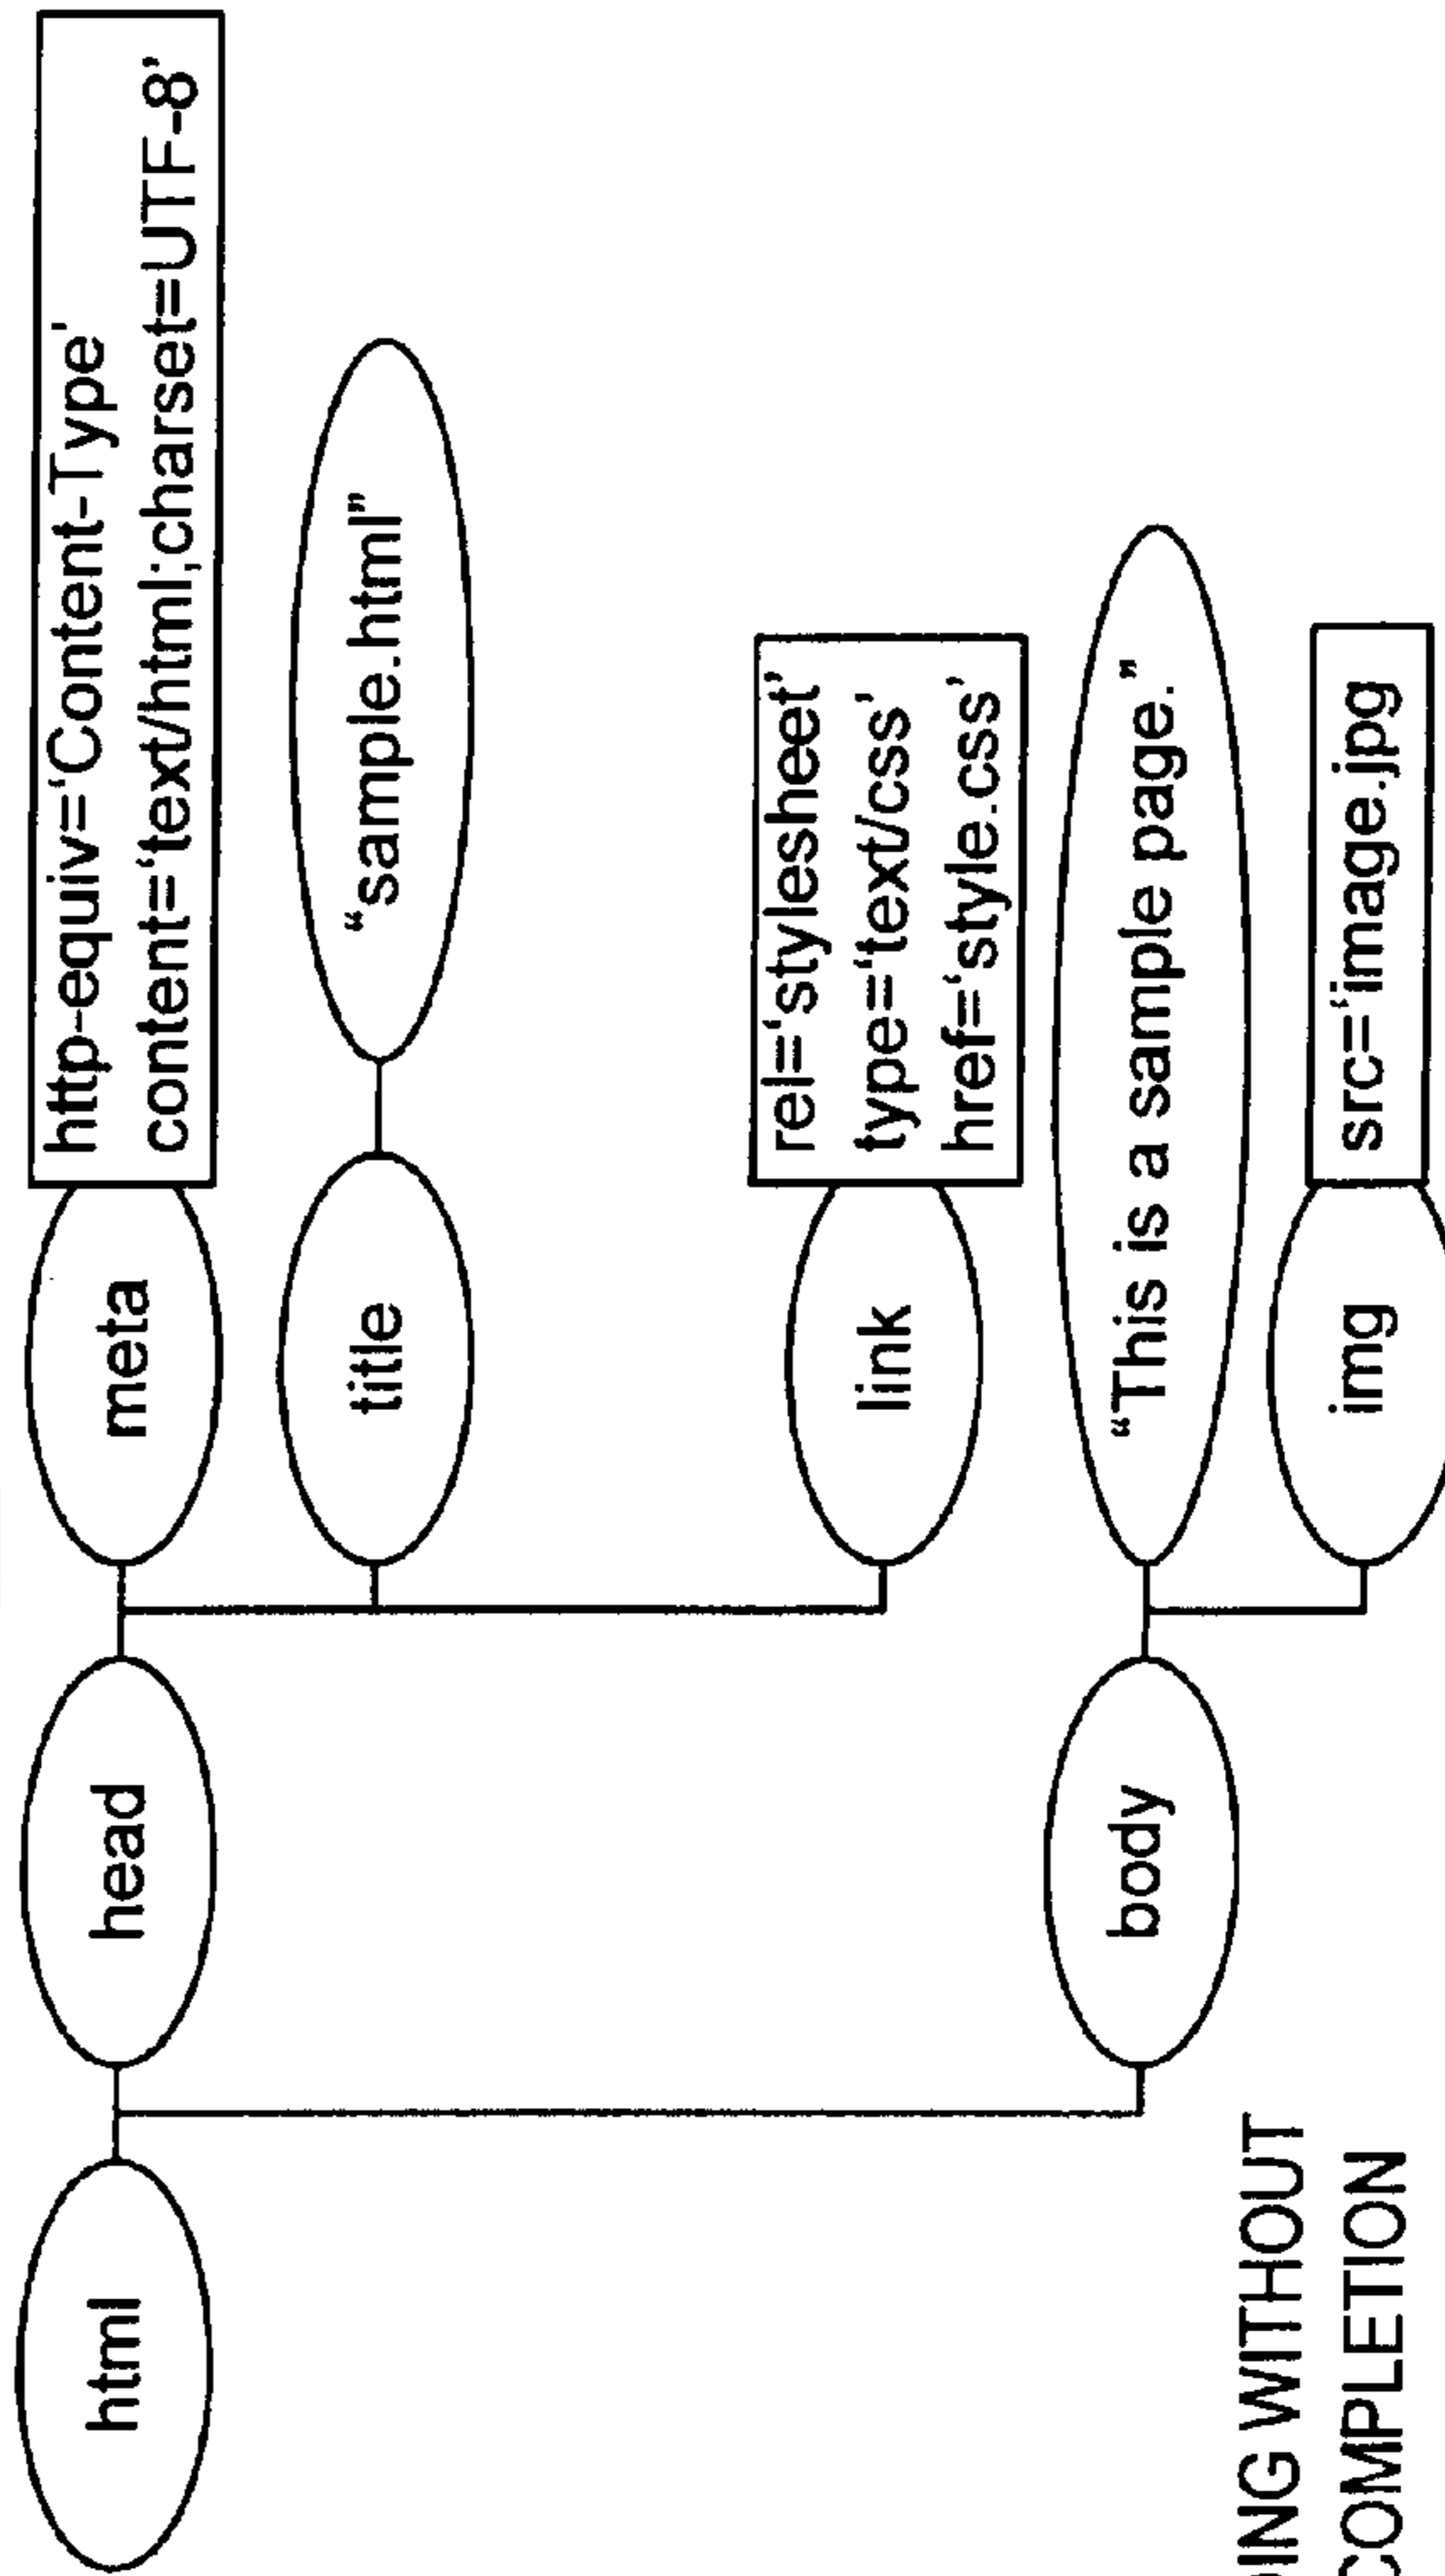 html
head
meta
http-equiv=‘Content-Type’
content=‘text/html;charset=UTF-8’
title
“sample.html”
link
rel=‘stylesheet’
type=‘text/css’
href=‘style.css’
body
“This is a sample page.”
img
src=‘image.jpg
WITHOUT
COMPLETION